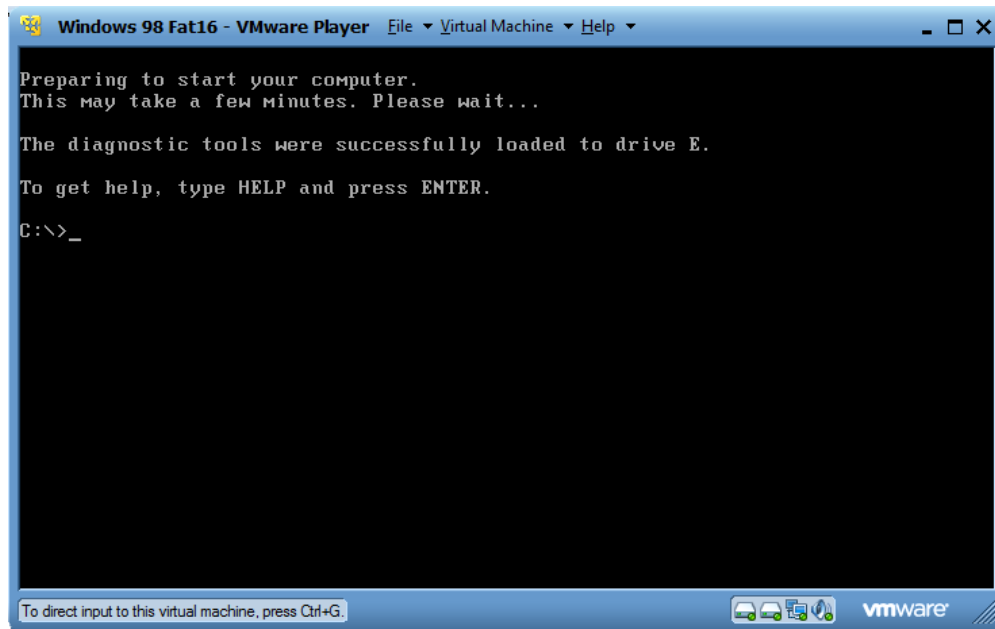 Windows 98 Fat16 - VMware Player File Virtual Machine Help
Preparing to start your computer.
This may take a few minutes. Please wait...
The diagnostic tools were successfully loaded to drive E.
To get help, type HELP and press ENTER.
C:\>_
To direct input to this virtual machine, press Ctrl+G.
vmware